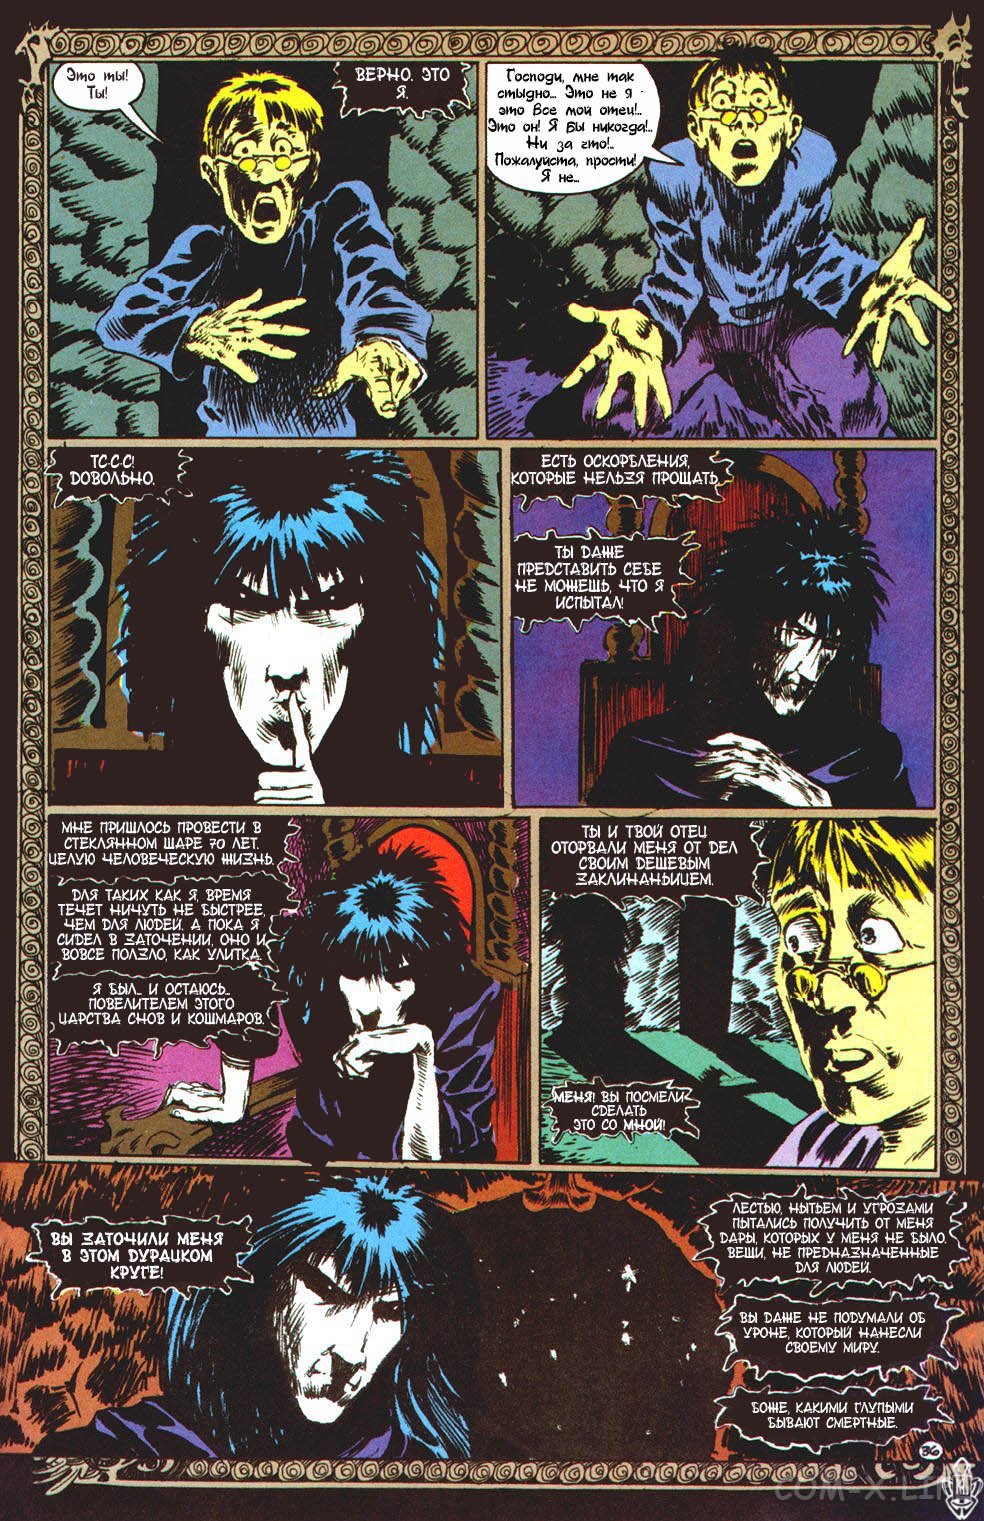 Это ты!
Ты!
ВЕРНО. ЭТО
Я.
Господи, мне так
стыдно... Это не я -
это все мой отец!..
Это он! Я бы никогда!..
Ни за что!..
Пожалуйста, прости!
Я не...
ТС-С-С!
ДОВОЛЬНО.
ЕСТЬ ОСКОРБЛЕНИЯ,
КОТОРЫЕ НЕЛЬЗЯ ПРОЩАТЬ.
ТЫ ДАЖЕ
ПРЕДСТАВИТЬ СЕБЕ
НЕ МОЖЕШЬ, ЧТО Я
ИСПЫТАЛ!
МНЕ ПРИШЛОСЬ ПРОВЕСТИ В
СТЕКЛЯННОМ ШАРЕ 70 ЛЕТ.
ЦЕЛУЮ ЧЕЛОВЕЧЕСКУЮ ЖИЗНЬ.
ДЛЯ ТАКИХ КАК Я, ВРЕМЯ
ТЕЧЕТ НИЧУТЬ НЕ БЫСТРЕЕ,
ЧЕМ ДЛЯ ЛЮДЕЙ. А ПОКА Я
СИДЕЛ В ЗАТОЧЕНИИ, ОНО И
ВОВСЕ ПОЛЗЛО, КАК УЛИТКА.
Я БЫЛ... И ОСТАЮСЬ...
ПОВЕЛИТЕЛЕМ ЭТОГО
ЦАРСТВА СНОВ И КОШМАРОВ.
ТЫ И ТВОЙ ОТЕЦ
ОТОРВАЛИ МЕНЯ ОТ ДЕЛ
СВОИМ ДЕШЕВЫМ
ЗАКЛИНАНЬИЦЕМ.
МЕНЯ! ВЫ ПОСМЕЛИ
СДЕЛАТЬ
ЭТО СО МНОЙ!
ВЫ ЗАТОЧИЛИ МЕНЯ
В ЭТОМ ДУРАЦКОМ
КРУГЕ!
ЛЕСТЬЮ, НЫТЬЕМ И УГРОЗАМИ
ПЫТАЛИСЬ ПОЛУЧИТЬ ОТ МЕНЯ
ДАРЫ, КОТОРЫХ У МЕНЯ НЕ БЫЛО.
ВЕЩИ, НЕ ПРЕДНАЗНАЧЕННЫЕ
ДЛЯ ЛЮДЕЙ.
ВЫ ДАЖЕ НЕ ПОДУМАЛИ ОБ
УРОНЕ, КОТОРЫЙ НАНЕСЛИ
СВОЕМУ МИРУ.
БОЖЕ, КАКИМИ ГЛУПЫМИ
БЫВАЮТ СМЕРТНЫЕ.
36
COM-X.LIFE